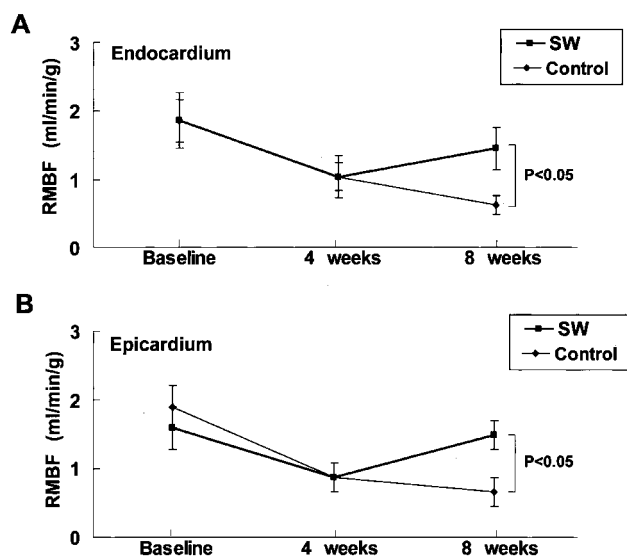 A
Endocardium
SW
Control
3
2
1
0
RMBF (ml/min/g)
P<0.05
Baseline 4 weeks 8 weeks
B
Epicardium
SW
Control
3
2
1
0
RMBF (ml/min/g)
P<0.05
Baseline 4 weeks 8 weeks